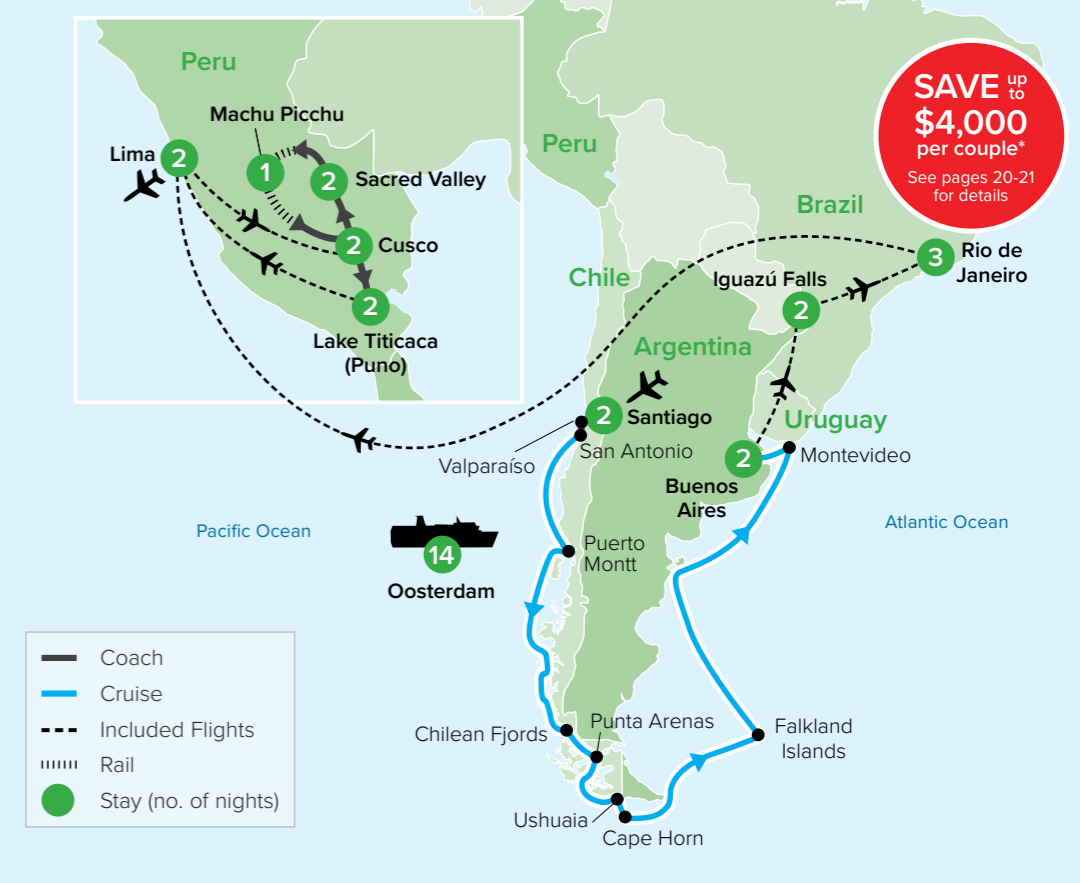 Peru
Machu Picchu
Lima
2
1
2
Sacred Valley
2
Cusco
2
Lake Titicaca
(Puno)
SAVE up to
$4,000
per couple*
See pages 20-21
for details
Peru
Brazil
3
Rio de
Janeiro
Chile
Iguazú Falls
2
Argentina
2
Santiago
Uruguay
Valparaíso
San Antonio
2
Montevideo
Buenos
Aires
Pacific Ocean
Atlantic Ocean
14
Oosterdam
Puerto
Montt
Chilean Fjords
Punta Arenas
Falkland
Islands
Ushuaia
Cape Horn
Coach
Cruise
Included Flights
Rail
Stay (no. of nights)